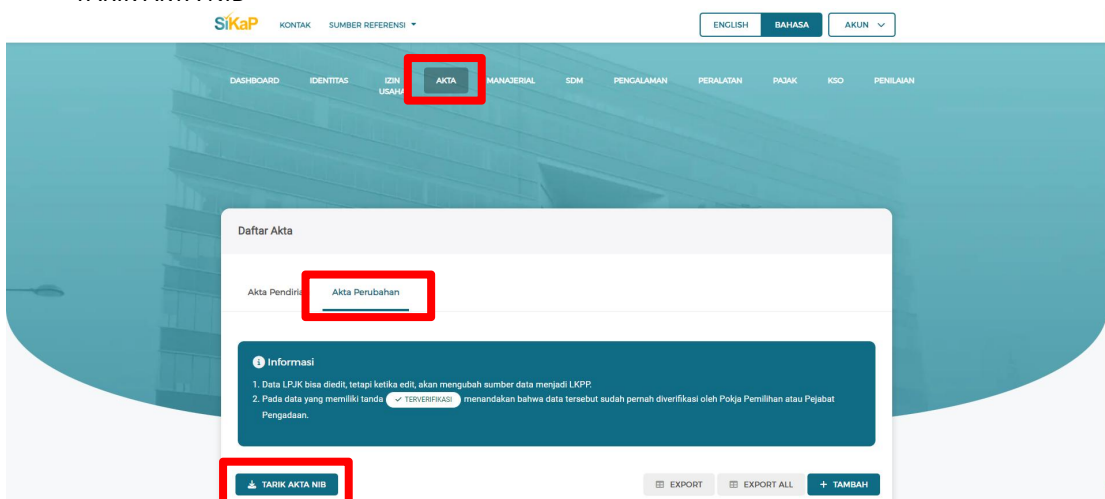 SiKaP KONTAK SUMBER REFERENSI ENGLISH BAHASA AKUN
DASHBOARD IDENTITAS IZIN USAHA AKTA MANAJERIAL SDM PENGALAMAN PERALATAN PAJAK KSO PENILAIAN
Daftar Akta
Akta Perubahan
Informasi
1. Data LPJK bisa diedit, tetapi ketika edit, akan mengubah sumber data menjadi LKPP.
2. Pada data yang memiliki tanda TERVERIFIKASI menandakan bahwa data tersebut sudah pernah diverifikasi oleh Pokja Pemilihan atau Pejabat
Pengadaan.
TARIK AKTA NIB EXPORT EXPORT ALL + TAMBAH